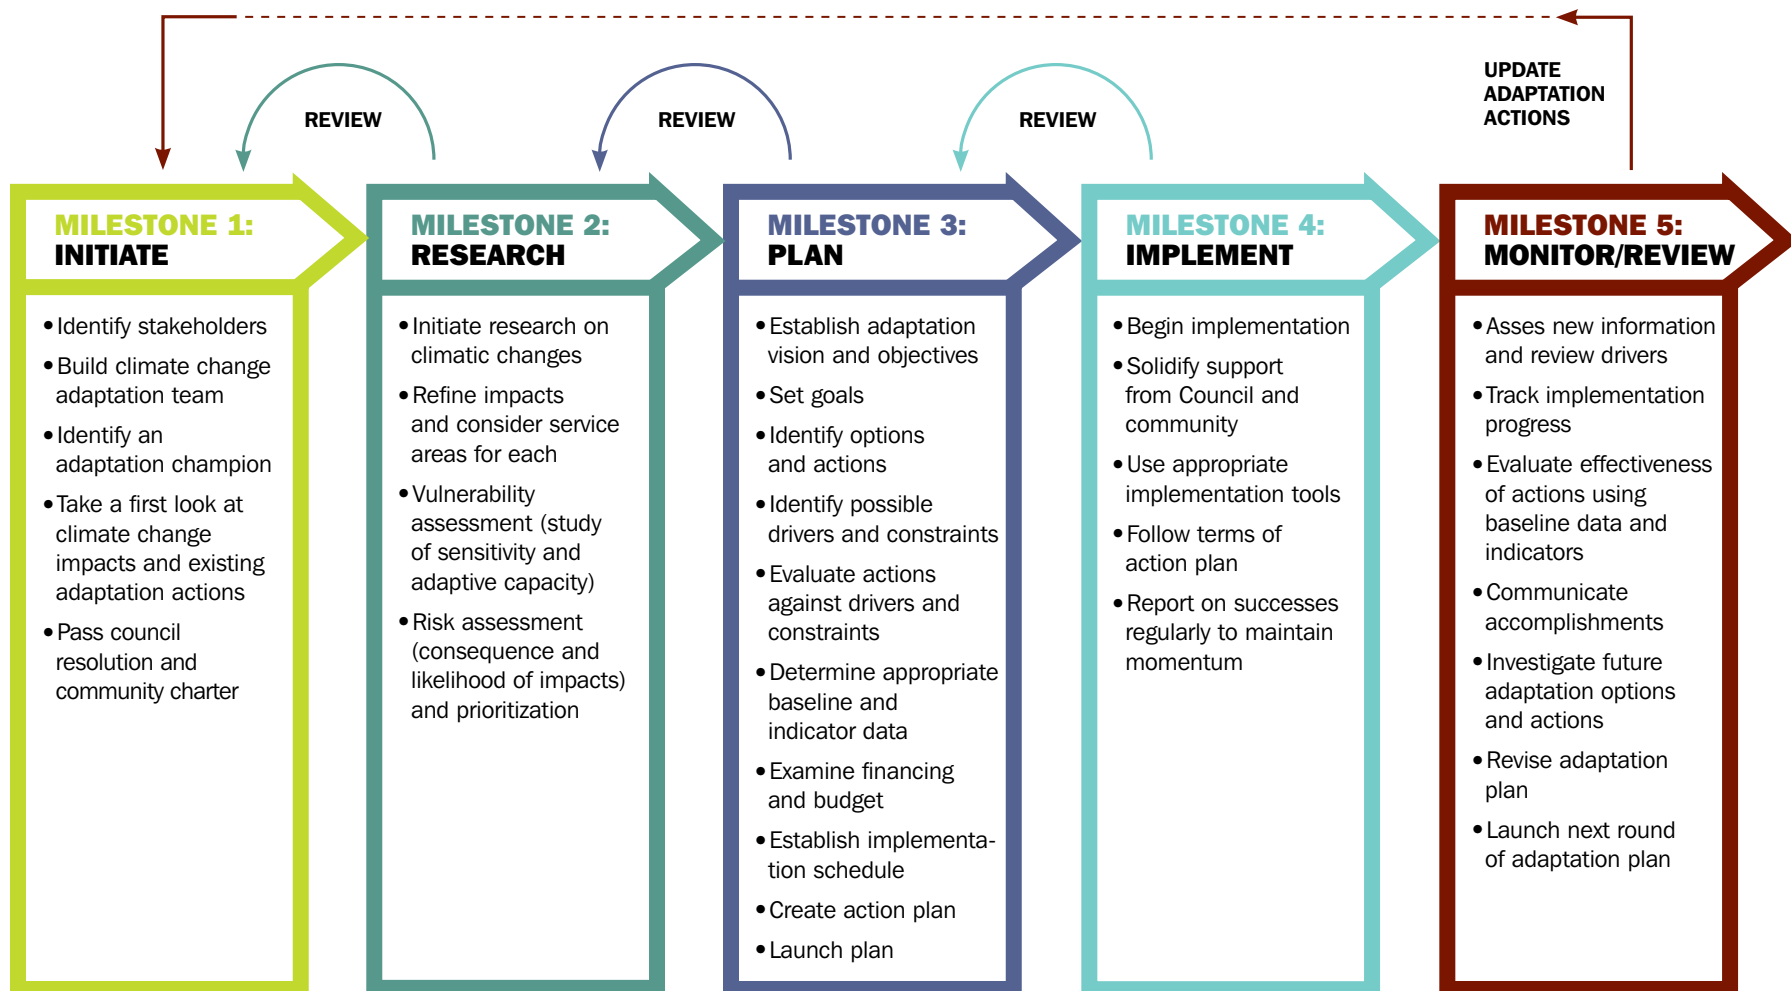 UPDATE
ADAPTATION
ACTIONS
REVIEW
REVIEW
REVIEW
MILESTONE 1:
INITIATE
• Identify stakeholders
• Build climate change
adaptation team
• Identify an
adaptation champion
• Take a first look at
climate change
impacts and existing
adaptation actions
• Pass council
resolution and
community charter
MILESTONE 2:
RESEARCH
• Initiate research on
climatic changes
• Refine impacts
and consider service
areas for each
• Vulnerability
assessment (study
of sensitivity and
adaptive capacity)
• Risk assessment
(consequence and
likelihood of impacts)
and prioritization
MILESTONE 3:
PLAN
• Establish adaptation
vision and objectives
• Set goals
• Identify options
and actions
• Identify possible
drivers and constraints
• Evaluate actions
against drivers and
constraints
• Determine appropriate
baseline and
indicator data
• Examine financing
and budget
• Establish implementa-
tion schedule
• Create action plan
• Launch plan
MILESTONE 4:
IMPLEMENT
• Begin implementation
• Solidify support
from Council and
community
• Use appropriate
implementation tools
• Follow terms of
action plan
• Report on successes
regularly to maintain
momentum
MILESTONE 5:
MONITOR/REVIEW
• Asses new information
and review drivers
• Track implementation
progress
• Evaluate effectiveness
of actions using
baseline data and
indicators
• Communicate
accomplishments
• Investigate future
adaptation options
and actions
• Revise adaptation
plan
• Launch next round
of adaptation plan